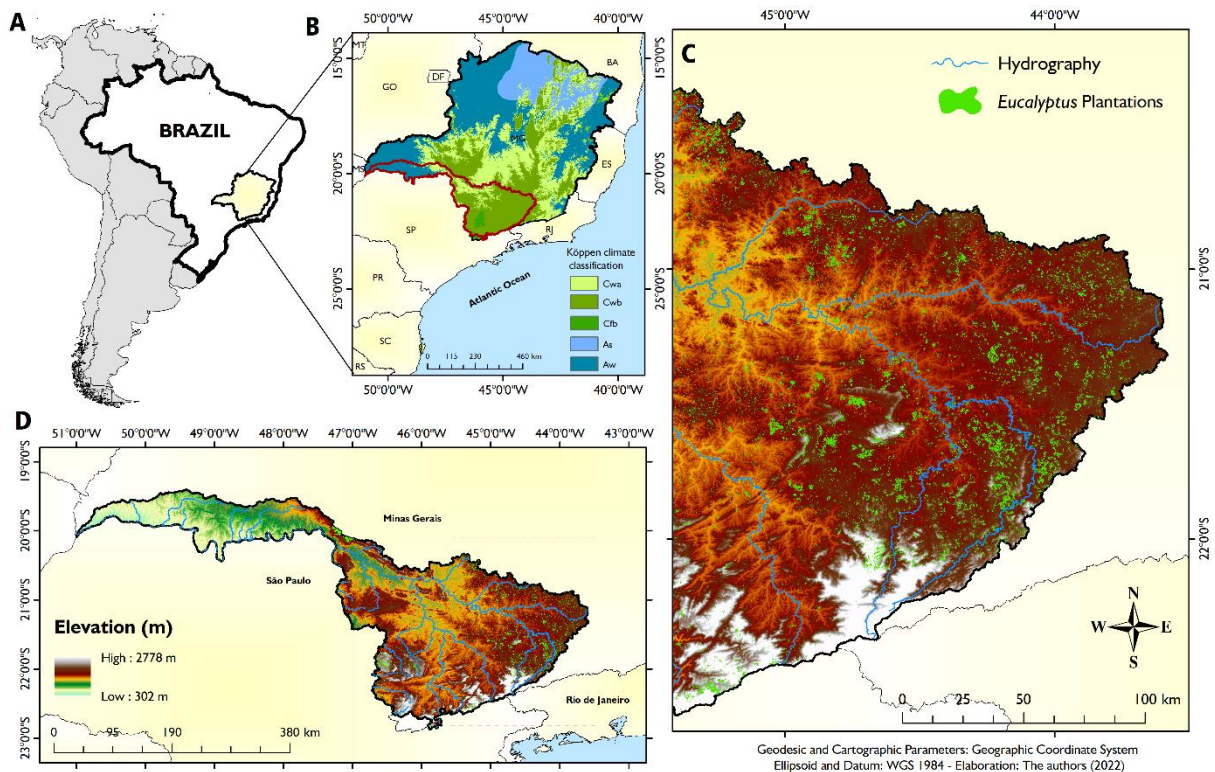 A
BRAZIL
B
50°0'0"W 45°0'0"W 40°0'0"W
15°0'0"S
20°0'0"S
25°0'0"S
15°0'0"S
20°0'0"S
25°0'0"S
MT
GO
DF
BA
MG
ES
MS
SP
RJ
PR
SC
RS
Atlantic Ocean
Köppen climate
classification
Cwa
Cwb
Cfb
As
Aw
0 115 230 460 km
50°0'0"W 45°0'0"W 40°0'0"W
C
45°0'0"W 44°0'0"W
Hydrography
Eucalyptus Plantations
21°0'0"S
22°0'0"S
N
W E
S
0 25 50 100 km
Geodesic and Cartographic Parameters: Geographic Coordinate System
Ellipsoid and Datum: WGS 1984 - Elaboration: The authors (2022)
D
51°0'0"W 50°0'0"W 49°0'0"W 48°0'0"W 47°0'0"W 46°0'0"W 45°0'0"W 44°0'0"W 43°0'0"W
19°0'0"S
20°0'0"S
21°0'0"S
22°0'0"S
23°0'0"S
Minas Gerais
São Paulo
Rio de Janeiro
Elevation (m)
High : 2778 m
Low : 302 m
0 95 190 380 km